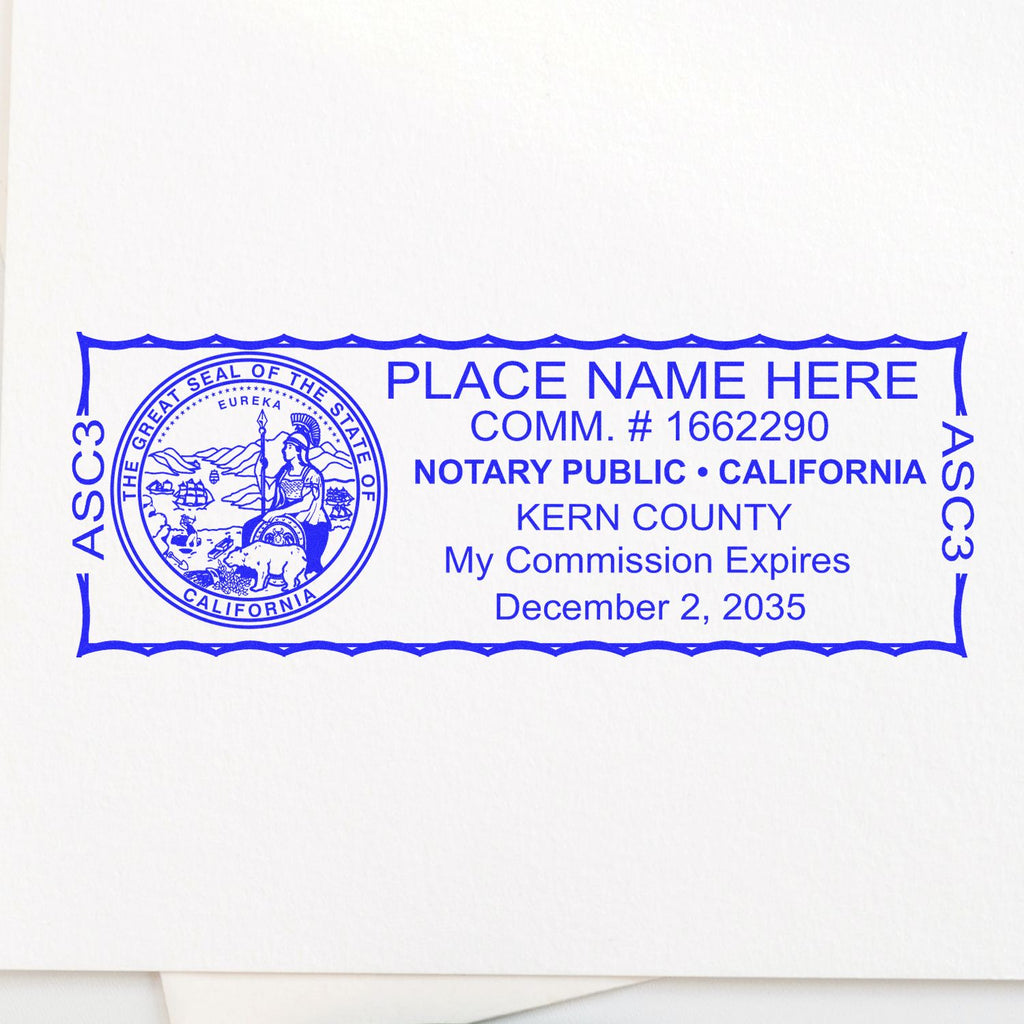 ASC3
THE GREAT SEAL OF THE STATE OF
EUREKA
CALIFORNIA
PLACE NAME HERE
COMM. # 1662290
NOTARY PUBLIC • CALIFORNIA
KERN COUNTY
My Commission Expires
December 2, 2035
ASC3